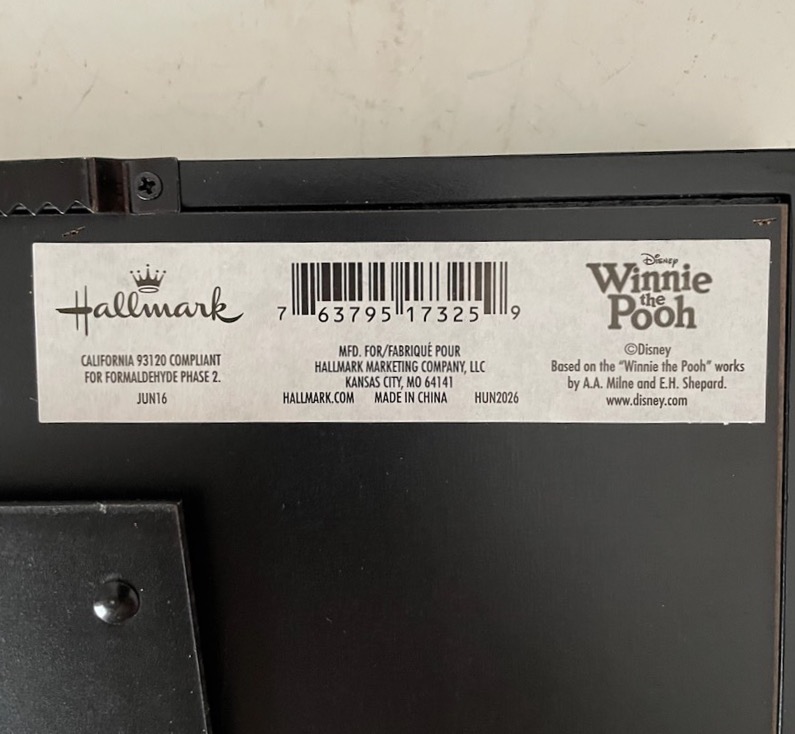 Hallmark
CALIFORNIA 93120 COMPLIANT
FOR FORMALDEHYDE PHASE 2.
JUN16
7 63795 17325 9
MFD. FOR/FABRIQUÉ POUR
HALLMARK MARKETING COMPANY, LLC
KANSAS CITY, MO 64141
HALLMARK.COM MADE IN CHINA HUN2026
Disney
Winnie
the
Pooh
©Disney
Based on the "Winnie the Pooh" works
by A.A. Milne and E.H. Shepard.
www.disney.com